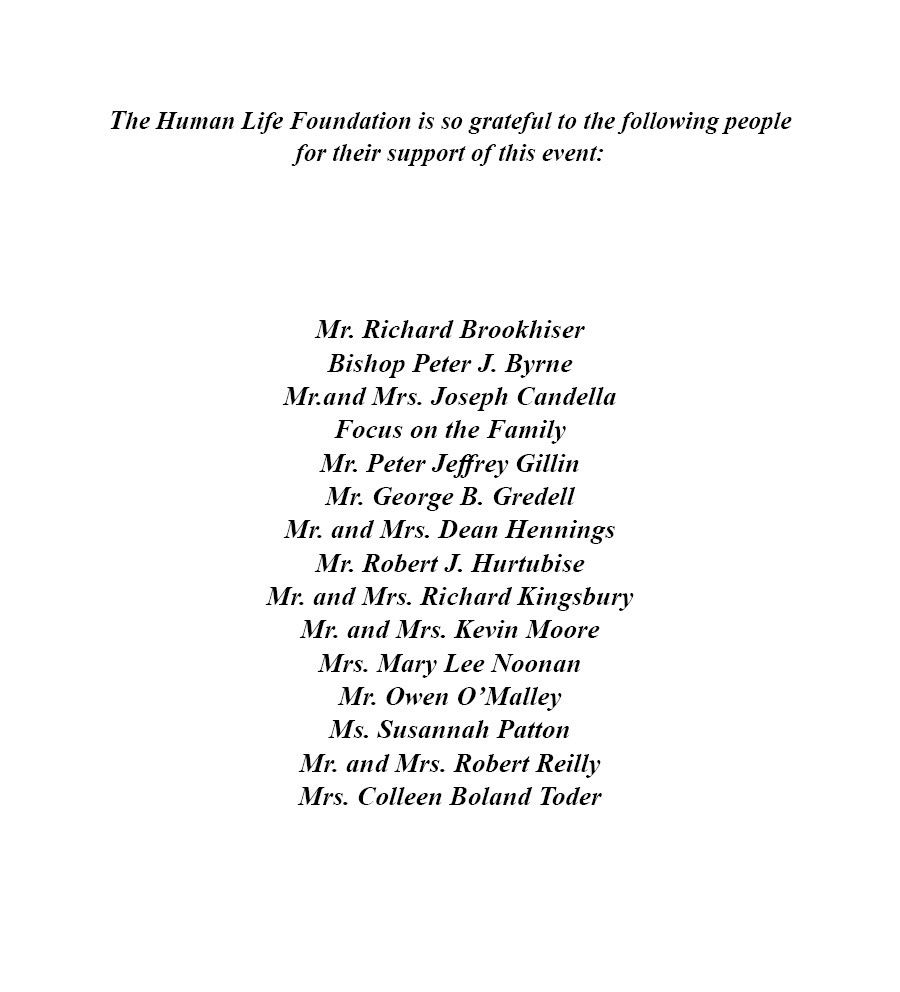 The Human Life Foundation is so grateful to the following people
for their support of this event:
Mr. Richard Brookhiser
Bishop Peter J. Byrne
Mr.and Mrs. Joseph Candella
Focus on the Family
Mr. Peter Jeffrey Gillin
Mr. George B. Gredell
Mr. and Mrs. Dean Hennings
Mr. Robert J. Hurtubise
Mr. and Mrs. Richard Kingsbury
Mr. and Mrs. Kevin Moore
Mrs. Mary Lee Noonan
Mr. Owen O’Malley
Ms. Susannah Patton
Mr. and Mrs. Robert Reilly
Mrs. Colleen Boland Toder